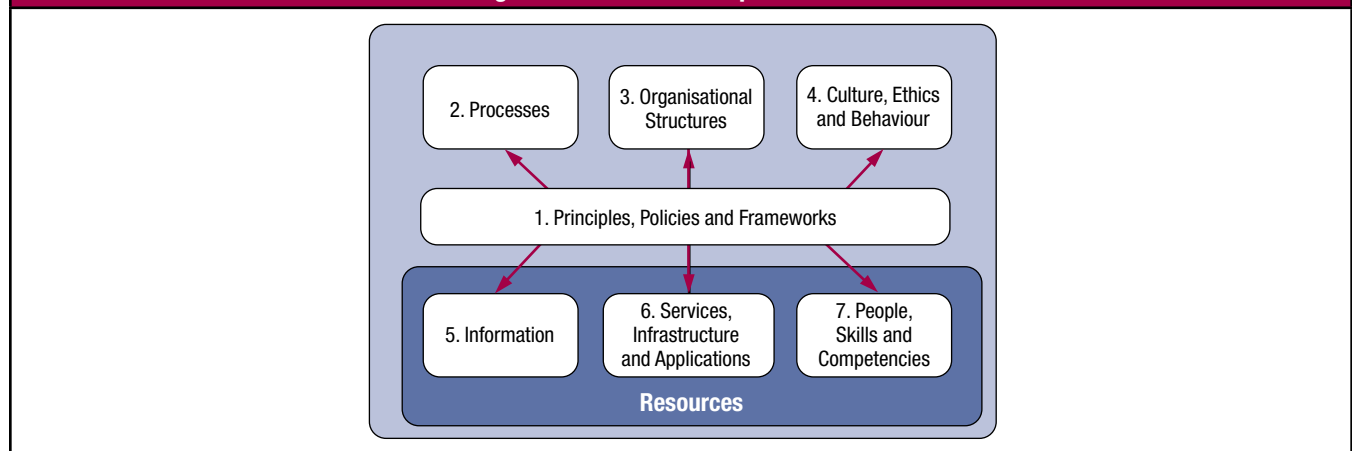 2. Processes
3. Organisational
Structures
4. Culture, Ethics
and Behaviour
1. Principles, Policies and Frameworks
5. Information
6. Services,
Infrastructure
and Applications
7. People,
Skills and
Competencies
Resources